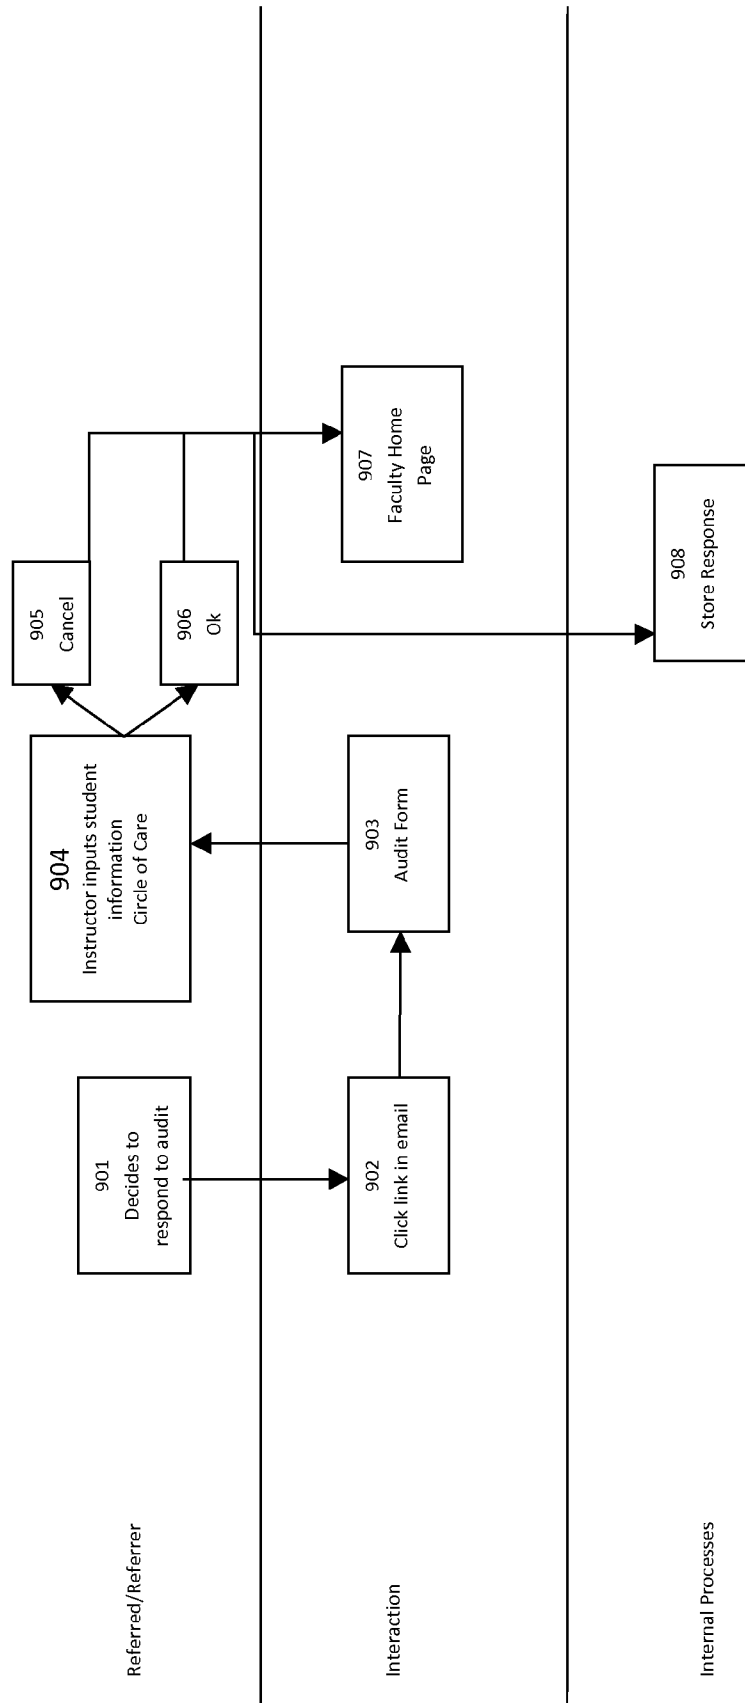 Referred/Referrer
901
Decides to
respond to audit
904
Instructor inputs student
information
Circle of Care
905
Cancel
906
Ok
Interaction
902
Click link in email
903
Audit Form
907
Faculty Home
Page
Internal Processes
908
Store Response